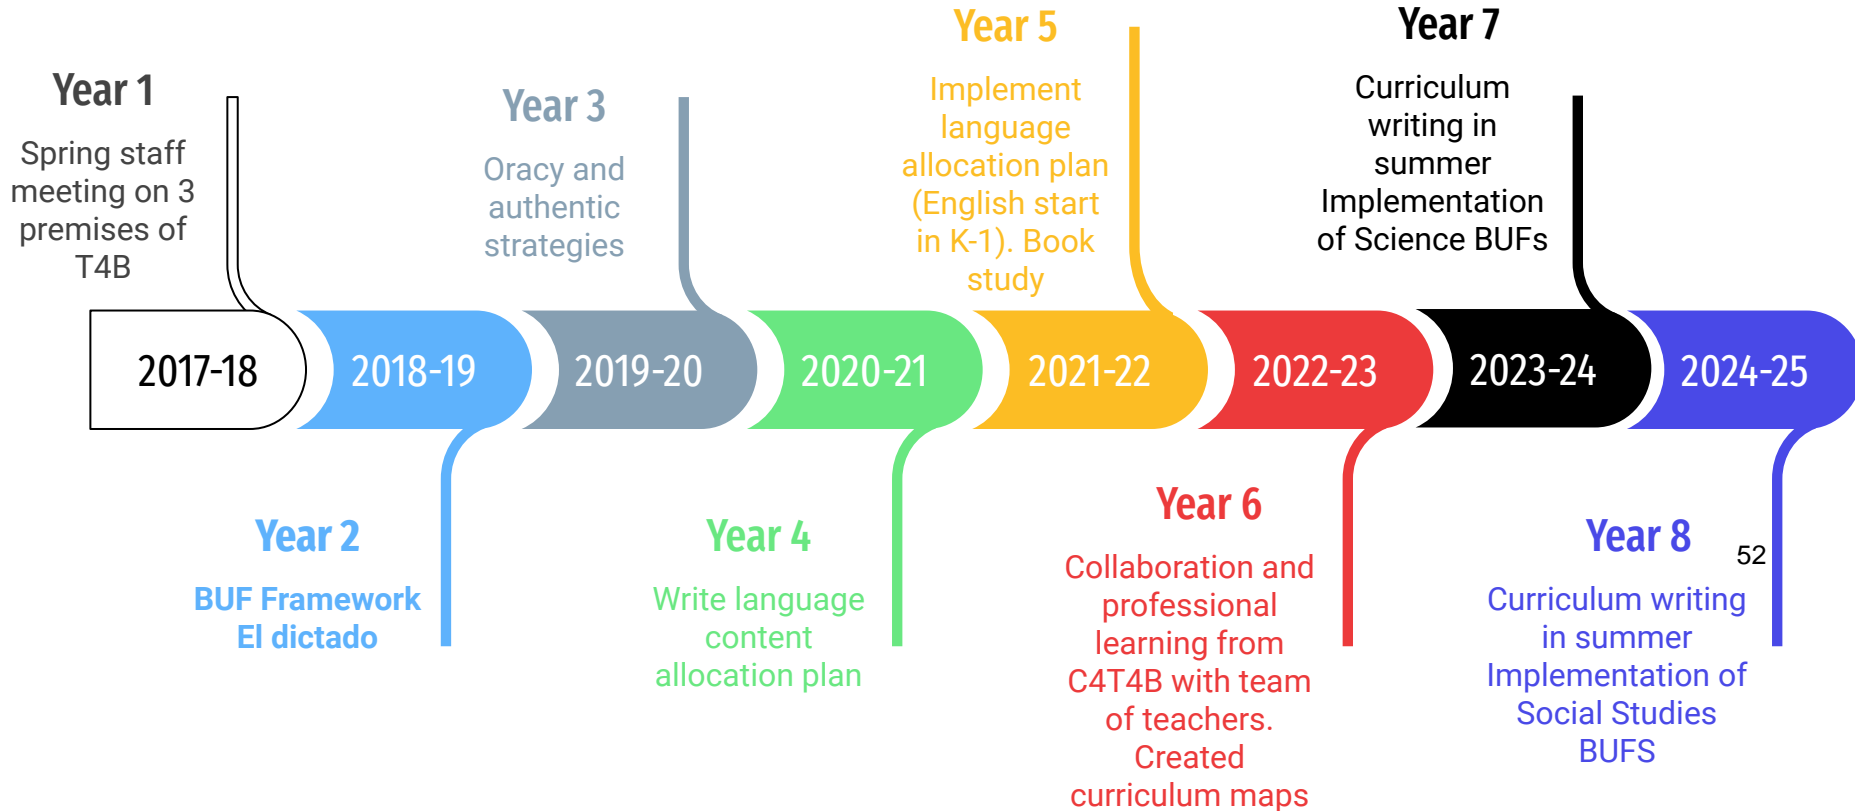 Year 1
Spring staff
meeting on 3
premises of
T4B
Year 3
Oracy and
authentic
strategies
Year 5
Implement
language
allocation plan
(English start
in K-1). Book
study
Year 7
Curriculum
writing in
summer
Implementation
of Science BUFs
2017-18
2018-19
2019-20
2020-21
2021-22
2022-23
2023-24
2024-25
Year 2
BUF Framework
El dictado
Year 4
Write language
content
allocation plan
Year 6
Collaboration and
professional
learning from
C4T4B with team
of teachers.
Created
curriculum maps
Year 8
52
Curriculum writing
in summer
Implementation of
Social Studies
BUFS